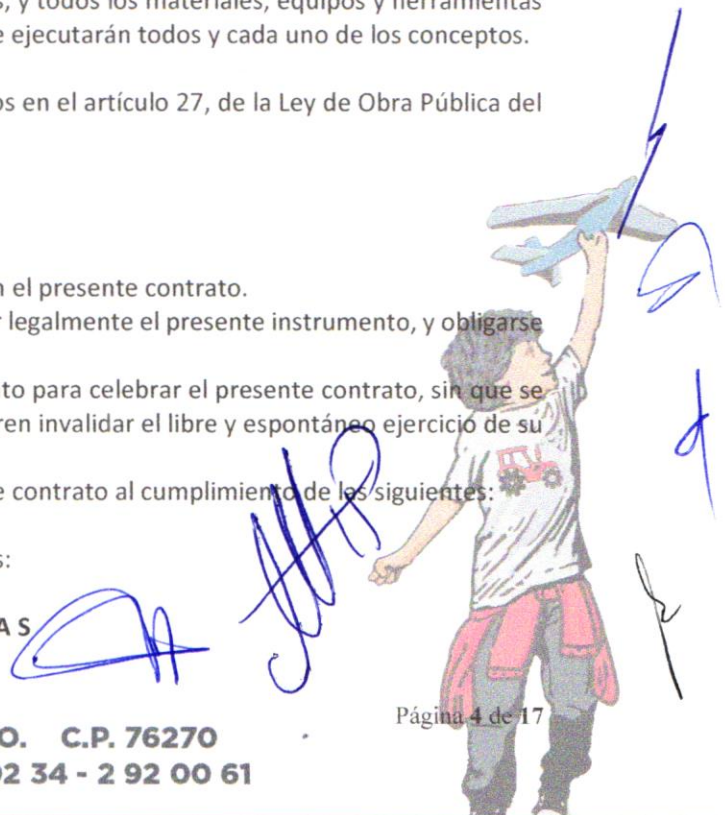 s, y todos los materiales, equipos y herramientas
e ejecutarán todos y cada uno de los conceptos.
os en el artículo 27, de la Ley de Obra Pública del
n el presente contrato.
r legalmente el presente instrumento, y obligarse
to para celebrar el presente contrato, sin que se
ren invalidar el libre y espontáneo ejercicio de su
e contrato al cumplimiento de las siguientes:
s:
A S
Página 4 de 17
O. C.P. 76270
02 34 - 2 92 00 61